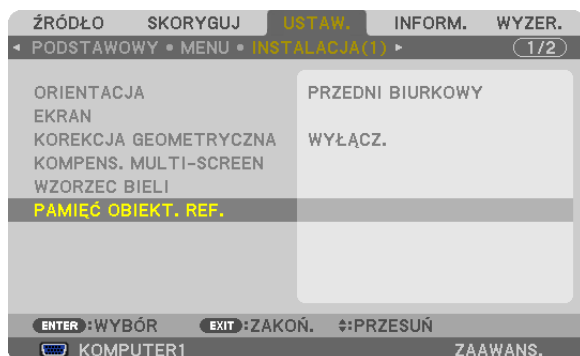 ŹRÓDŁO SKORYGUJ USTAW. INFORM. WYZER.
◂ PODSTAWOWY • MENU • INSTALACJA(1) ▸ 1/2
ORIENTACJA PRZEDNI BIURKOWY
EKRAN
KOREKCJA GEOMETRYCZNA WYŁĄCZ.
KOMPENS. MULTI-SCREEN
WZORZEC BIELI
PAMIĘĆ OBIEKT. REF.
ENTER :WYBÓR EXIT :ZAKOŃ. ♦:PRZESUŃ
KOMPUTER1 ZAAWANS.